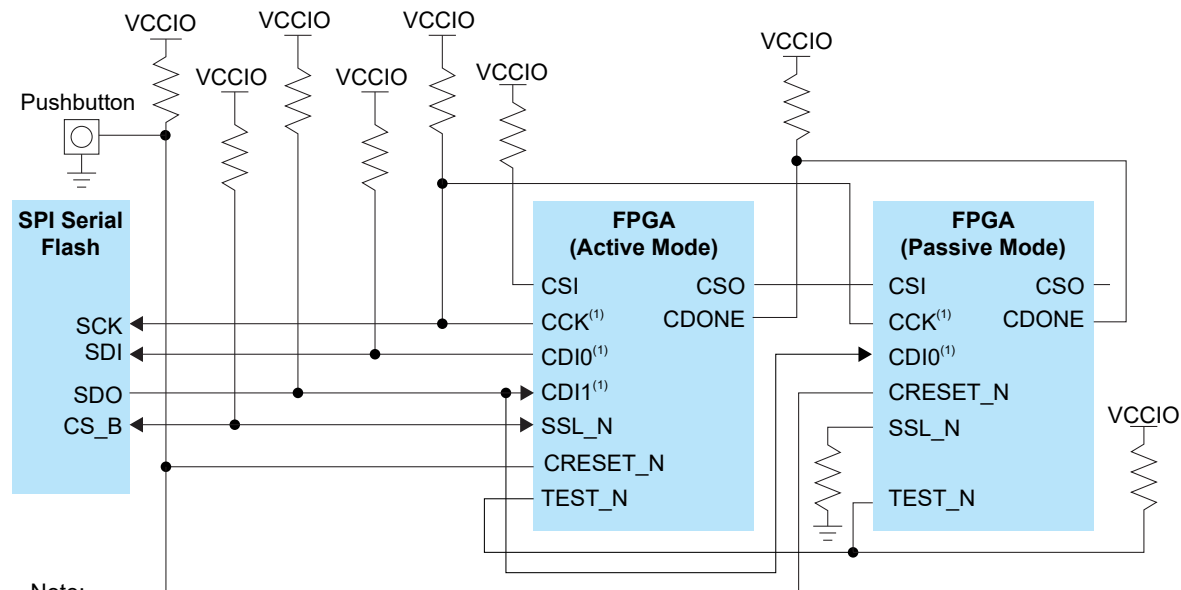 VCCIO
VCCIO
VCCIO
VCCIO
VCCIO
VCCIO
VCCIO
Pushbutton
SPI Serial
Flash
SCK
SDI
SDO
CS_B
FPGA
(Active Mode)
CSI
CCK(1)
CDI0(1)
CDI1(1)
SSL_N
CRESET_N
TEST_N
CSO
CDONE
FPGA
(Passive Mode)
CSI
CCK(1)
CDI0(1)
CRESET_N
SSL_N
TEST_N
CSO
CDONE
VCCIO
Note: